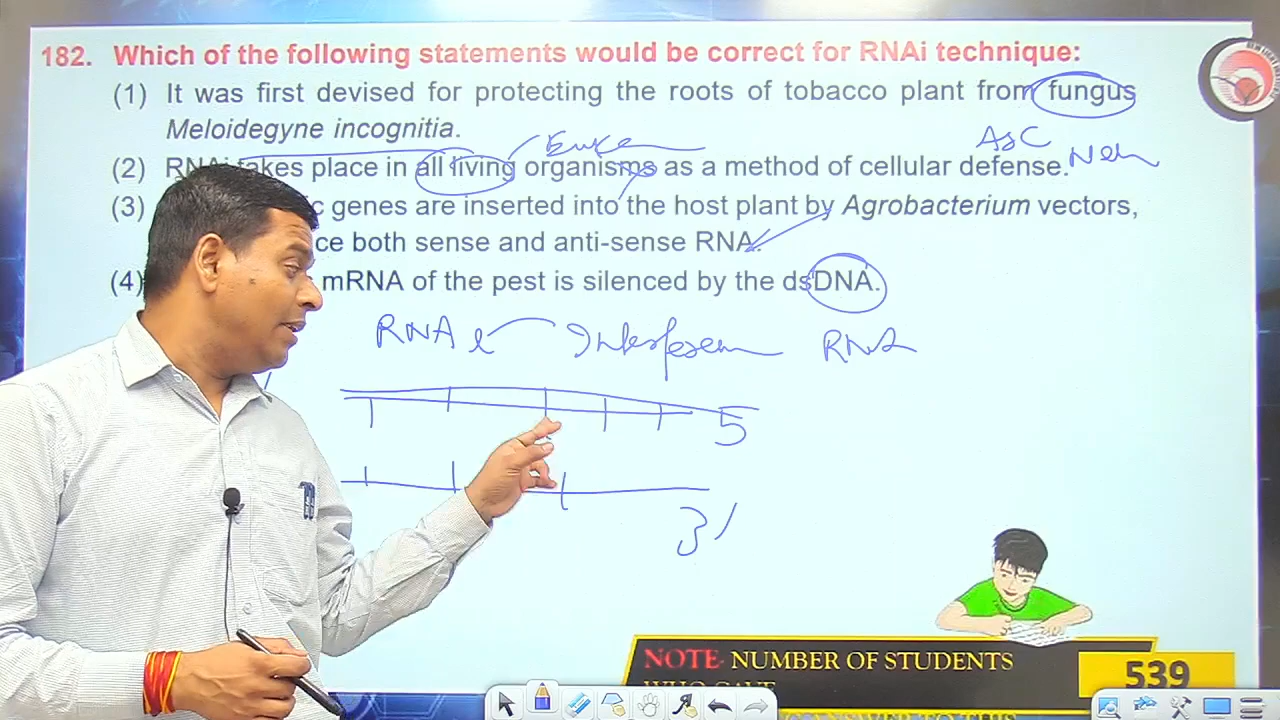 182. Which of the following statements would be correct for RNAi technique:
(1) It was first devised for protecting the roots of tobacco plant from fungus
Meloidegyne incognitia.
ASC
(2) RNAi takes place in all living organisms as a method of cellular defense.
(3) genes are inserted into the host plant by Agrobacterium vectors,
both sense and anti-sense RNA.
(4) mRNA of the pest is silenced by the dsDNA.
RNA i RNA
5
3'
NOTE- NUMBER OF STUDENTS
539